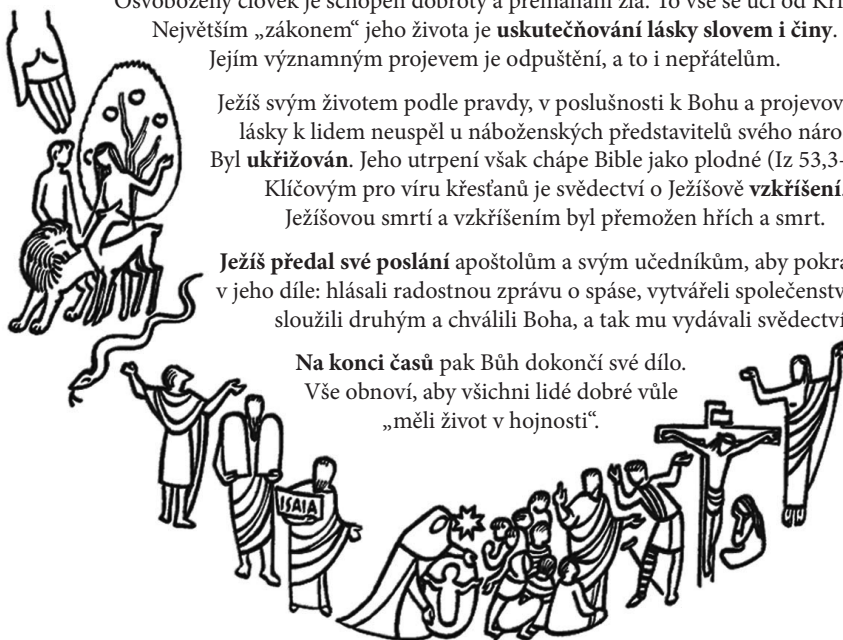 Osvobozený člověk je schopen dobroty a přemáhání zla. To vše se učí od
Největším „zákonem“ jeho života je uskutečňování lásky slovem i činy.
Jejím významným projevem je odpuštění, a to i nepřátelům.
Ježíš svým životem podle pravdy, v poslušnosti k Bohu a
lásky k lidem neuspěl u náboženských představitelů svého
Byl ukřižován. Jeho utrpení však chápe Bible jako plodné (Iz 53,3-
Klíčovým pro víru křesťanů je svědectví o Ježíšově vzkříšení.
Ježíšovou smrtí a vzkříšením byl přemožen hřích a smrt.
Ježíš předal své poslání apoštolům a svým učedníkům, aby
v jeho díle: hlásali radostnou zprávu o spáse, vytvářeli
sloužili druhým a chválili Boha, a tak mu vydávali svědectví
Na konci časů pak Bůh dokončí své dílo.
Vše obnoví, aby všichni lidé dobré vůle
„měli život v hojnosti“.
ISAIA